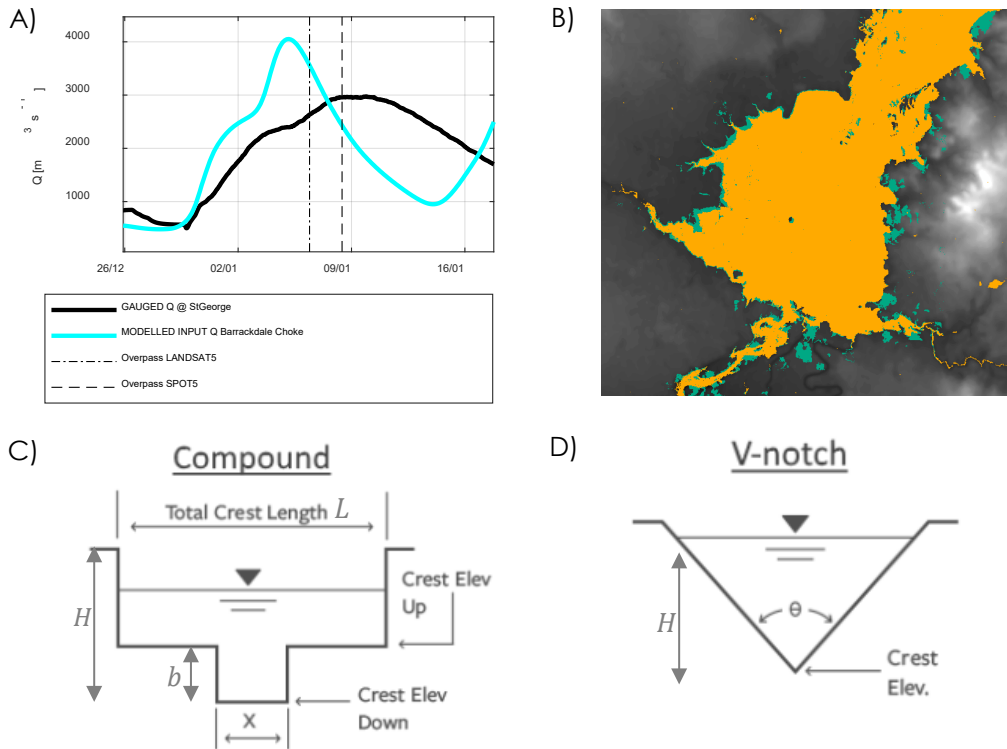 A)
4000
3000
2000
1000
Q [m 3 s -1 ]
26/12 02/01 09/01 16/01
GAUGED Q @ StGeorge
MODELLED INPUT Q Barrackdale Choke
Overpass LANDSAT5
Overpass SPOT5
B)
C)
Compound
Total Crest Length L
H
b
X
Crest Elev
Up
Crest Elev
Down
D)
V-notch
H
θ
Crest
Elev.